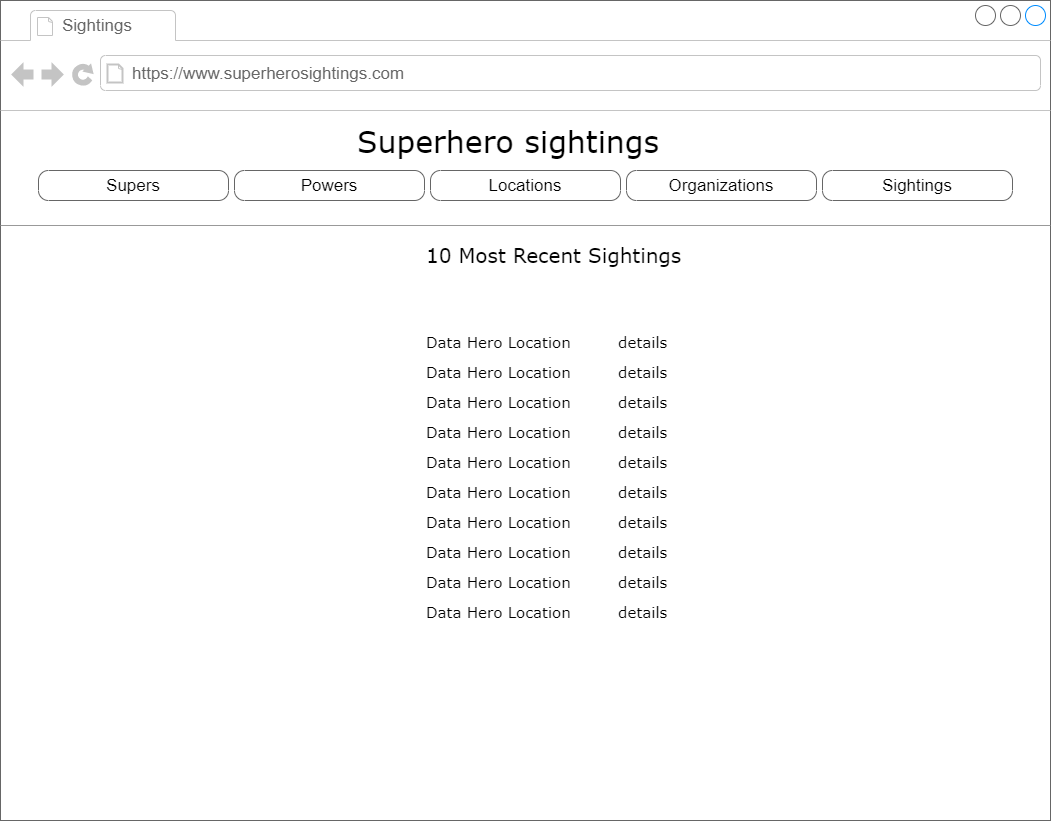 Sightings
https://www.superherosightings.com
Superhero sightings
Supers Powers Locations Organizations Sightings
10 Most Recent Sightings
Data Hero Location details
Data Hero Location details
Data Hero Location details
Data Hero Location details
Data Hero Location details
Data Hero Location details
Data Hero Location details
Data Hero Location details
Data Hero Location details
Data Hero Location details